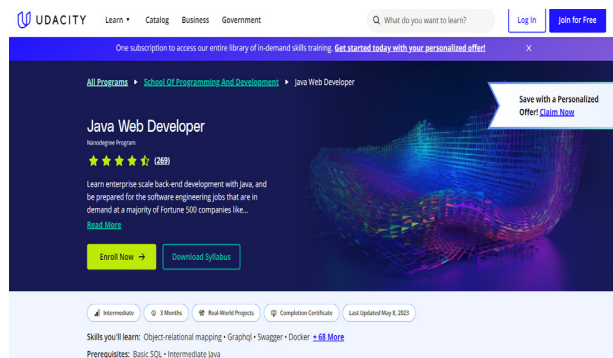 UDACITY Learn Catalog Business Government What do you want to learn? Log In Join for Free
One subscription to access our entire library of in-demand skills training. Get started today with your personalized offer! X
All Programs School Of Programming And Development Java Web Developer
Save with a Personalized
Offer! Claim Now
Java Web Developer
Nanodegree Program
(269)
Learn enterprise scale back-end development with Java, and
be prepared for the software engineering jobs that are in
demand at a majority of Fortune 500 companies like...
Read More
Enroll Now → Download Syllabus
Intermediate 3 Months Real-World Projects Completion Certificate Last Updated May 8, 2023
Skills you'll learn: Object-relational mapping • Graphql • Swagger • Docker + 68 More
Prerequisites: Basic SQL • Intermediate Java